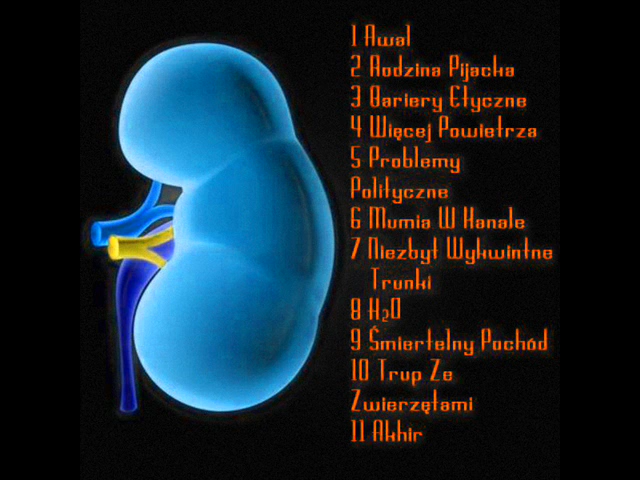 1 Awal
2 Rodzina Pijacka
3 Bariery Etyczne
4 Więcej Powietrza
5 Problemy
Polityczne
6 Mumia W Kanale
7 Niezbyt Wykwintne
Trunki
8 H₂O
9 Śmiertelny Pochód
10 Trup Ze
Zwierzętami
11 Akhir